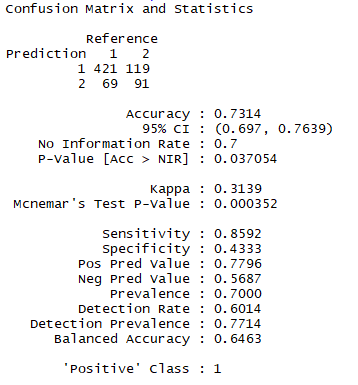 Confusion Matrix and Statistics
Reference
Prediction 1 2
1 421 119
2 69 91
Accuracy : 0.7314
95% CI : (0.697, 0.7639)
No Information Rate : 0.7
P-Value [Acc > NIR] : 0.037054
Kappa : 0.3139
Mcnemar's Test P-Value : 0.000352
Sensitivity : 0.8592
Specificity : 0.4333
Pos Pred Value : 0.7796
Neg Pred Value : 0.5687
Prevalence : 0.7000
Detection Rate : 0.6014
Detection Prevalence : 0.7714
Balanced Accuracy : 0.6463
'Positive' Class : 1